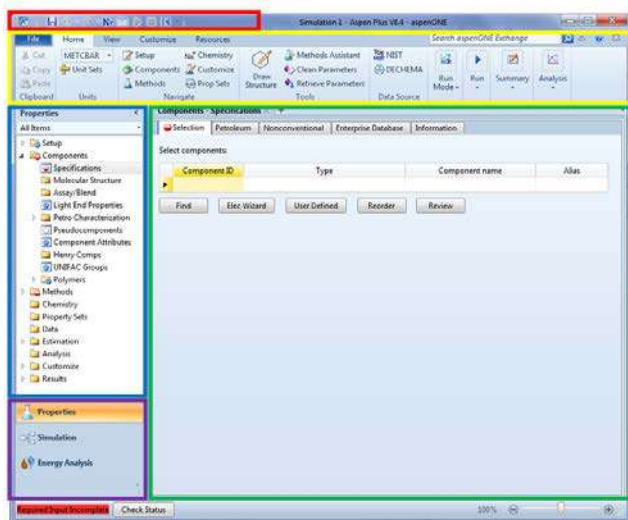 Simulation 1 - Aspen Plus V8.4 - aspenONE
File Home View Customize Resources Search aspenONE Exchange
Cut METCBAR Setup Chemistry Methods Assistant NIST
Copy Unit Sets Components Customize Clean Parameters DECHEMA
Paste Methods Prop Sets Draw Structure Retrieve Parameters Run Mode Run Summary Analysis
Clipboard Units Navigate Tools Data Source
Properties
All Items
Setup
Components
Specifications
Molecular Structure
Assay/Blend
Light End Properties
Petro Characterization
Pseudocomponents
Component Attributes
Henry Comps
UNIFAC Groups
Polymers
Methods
Chemistry
Property Sets
Data
Estimation
Analysis
Customize
Results
Properties
Simulation
Energy Analysis
Components - Specifications
Selection Petroleum Nonconventional Enterprise Database Information
Select components:
Component ID Type Component name Alias
Find Elec Wizard User Defined Reorder Review
Required Input Incomplete Check Status 100%